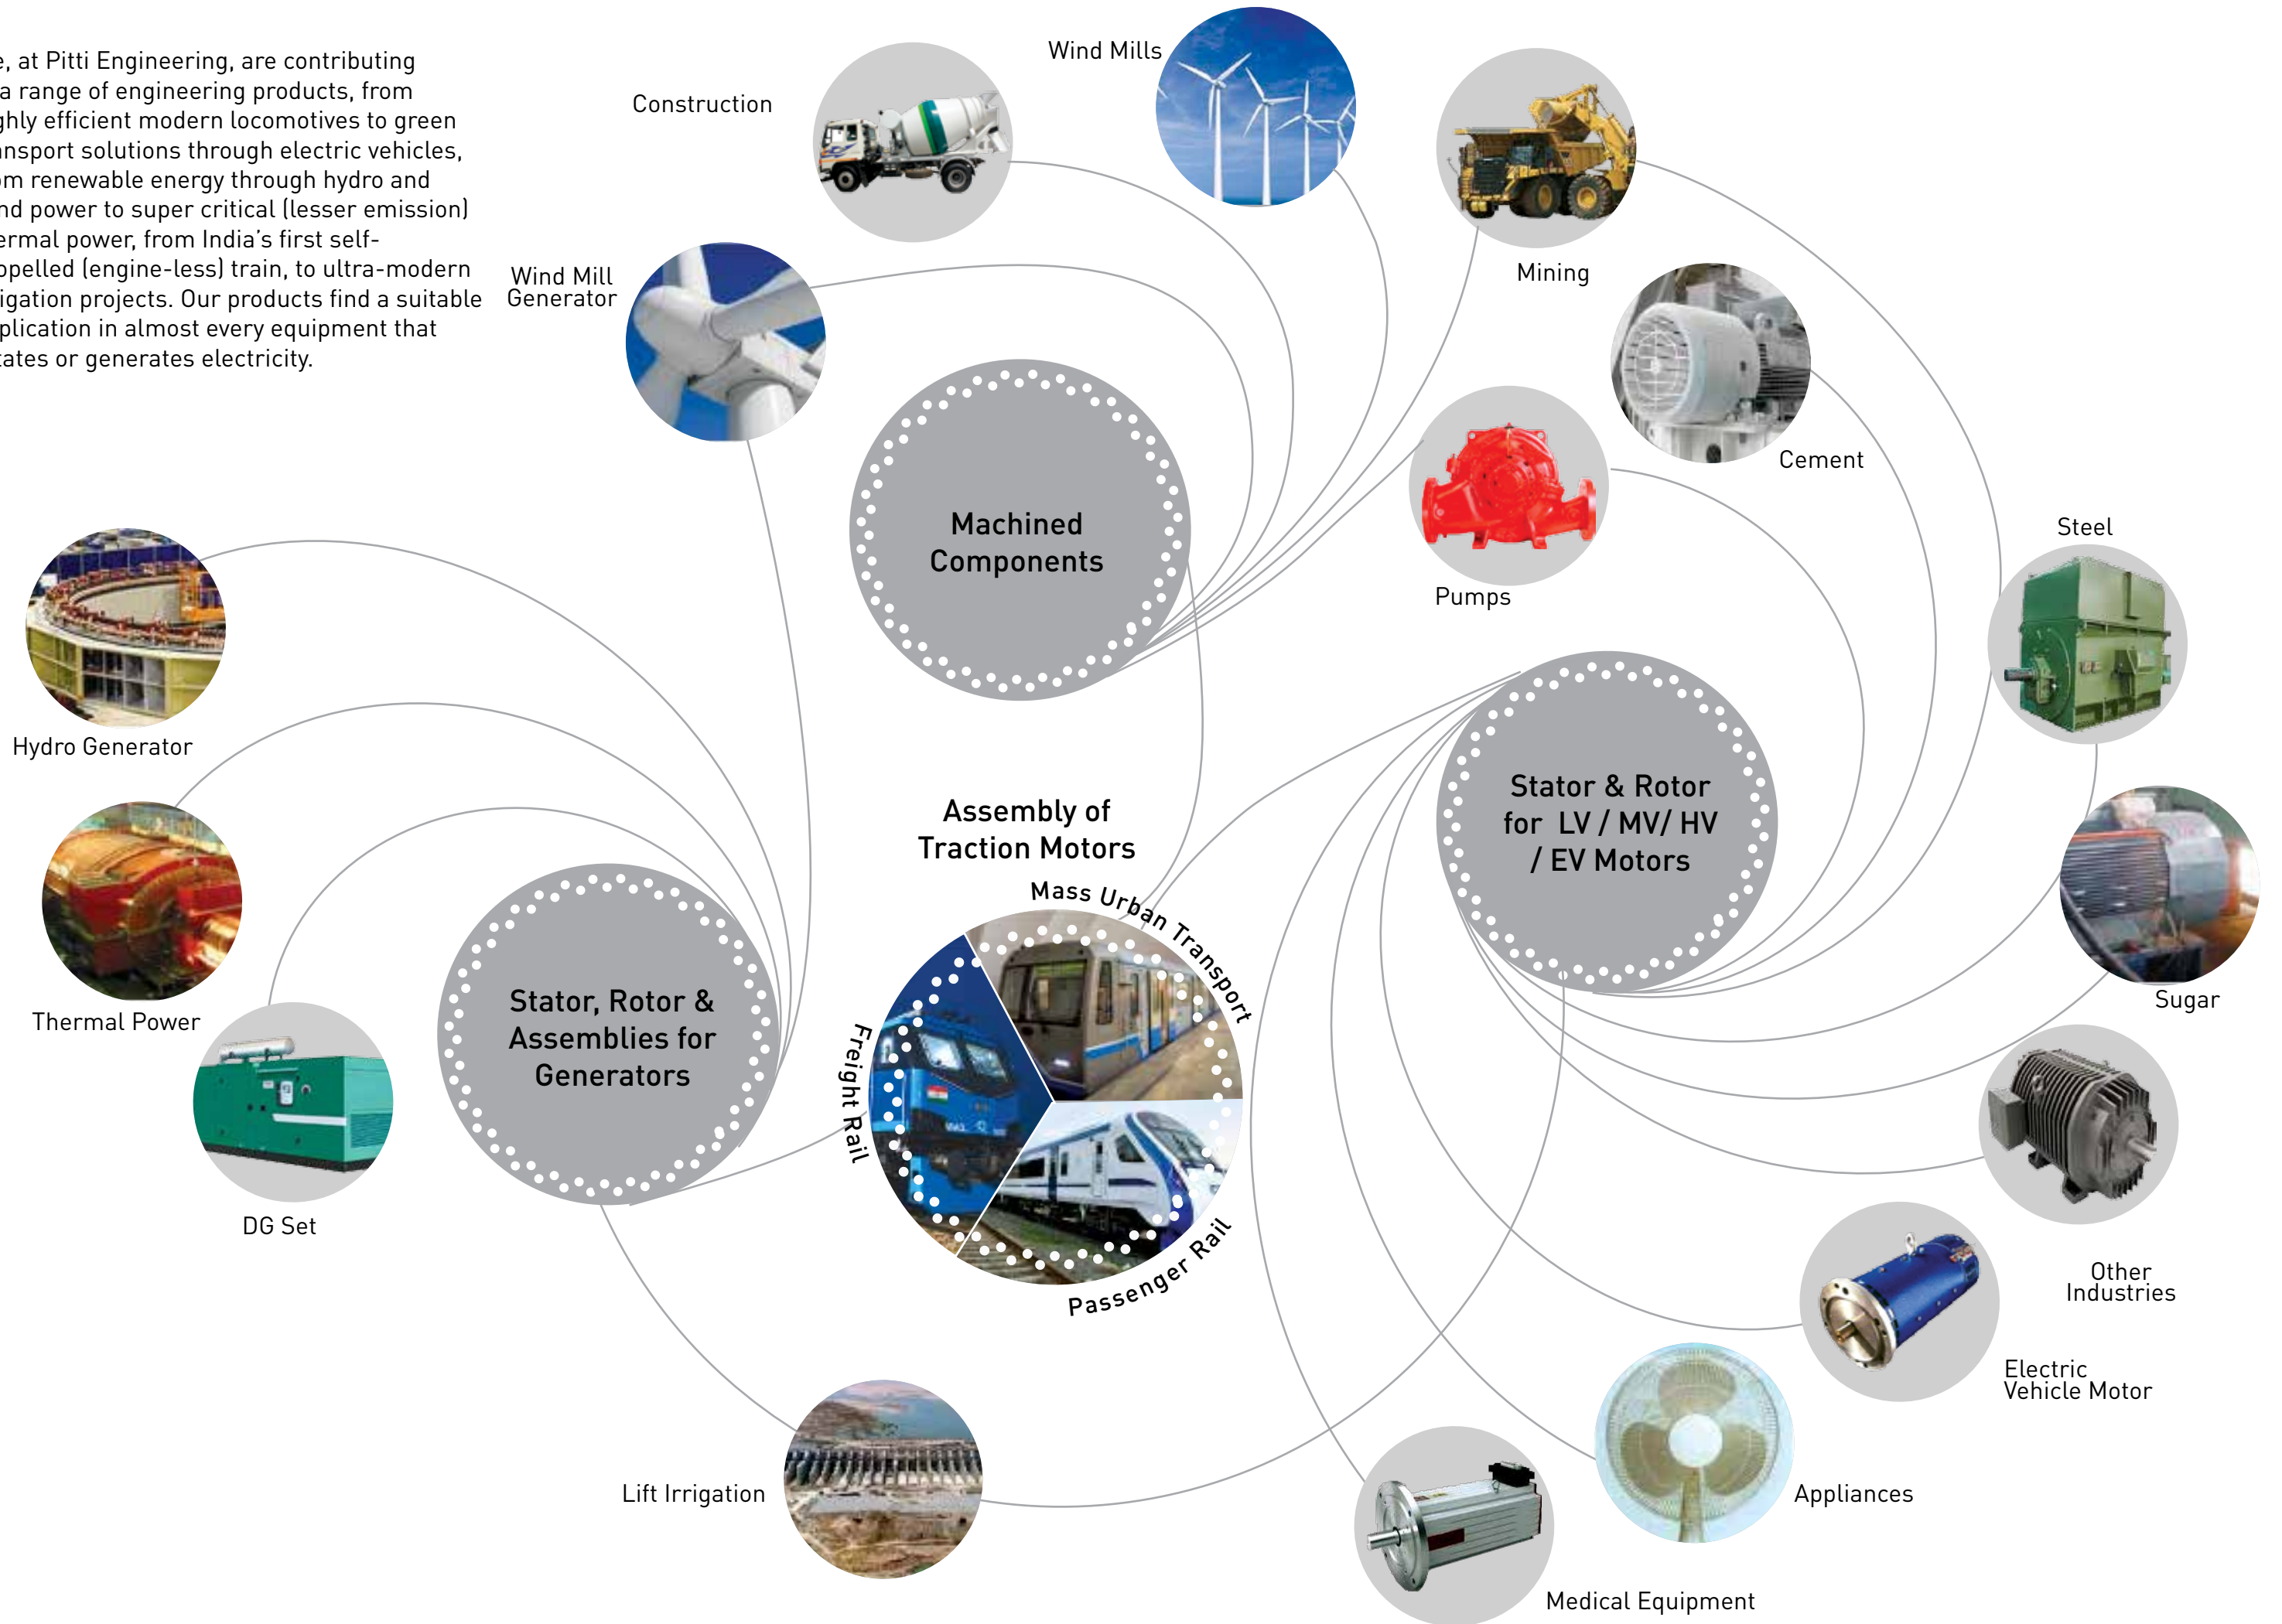 e, at Pitti Engineering, are contributing
a range of engineering products, from
ghly efficient modern locomotives to green
ansport solutions through electric vehicles,
om renewable energy through hydro and
nd power to super critical (lesser emission)
ermal power, from India's first self-
opelled (engine-less) train, to ultra-modern
igation projects. Our products find a suitable
plication in almost every equipment that
tates or generates electricity.
Construction
Wind Mills
Wind Mill
Generator
Mining
Cement
Pumps
Steel
Machined
Components
Hydro Generator
Thermal Power
DG Set
Stator, Rotor &
Assemblies for
Generators
Assembly of
Traction Motors
Mass Urban Transport
Freight Rail
Passenger Rail
Stator & Rotor
for LV / MV/ HV
/ EV Motors
Sugar
Other
Industries
Electric
Vehicle Motor
Appliances
Medical Equipment
Lift Irrigation